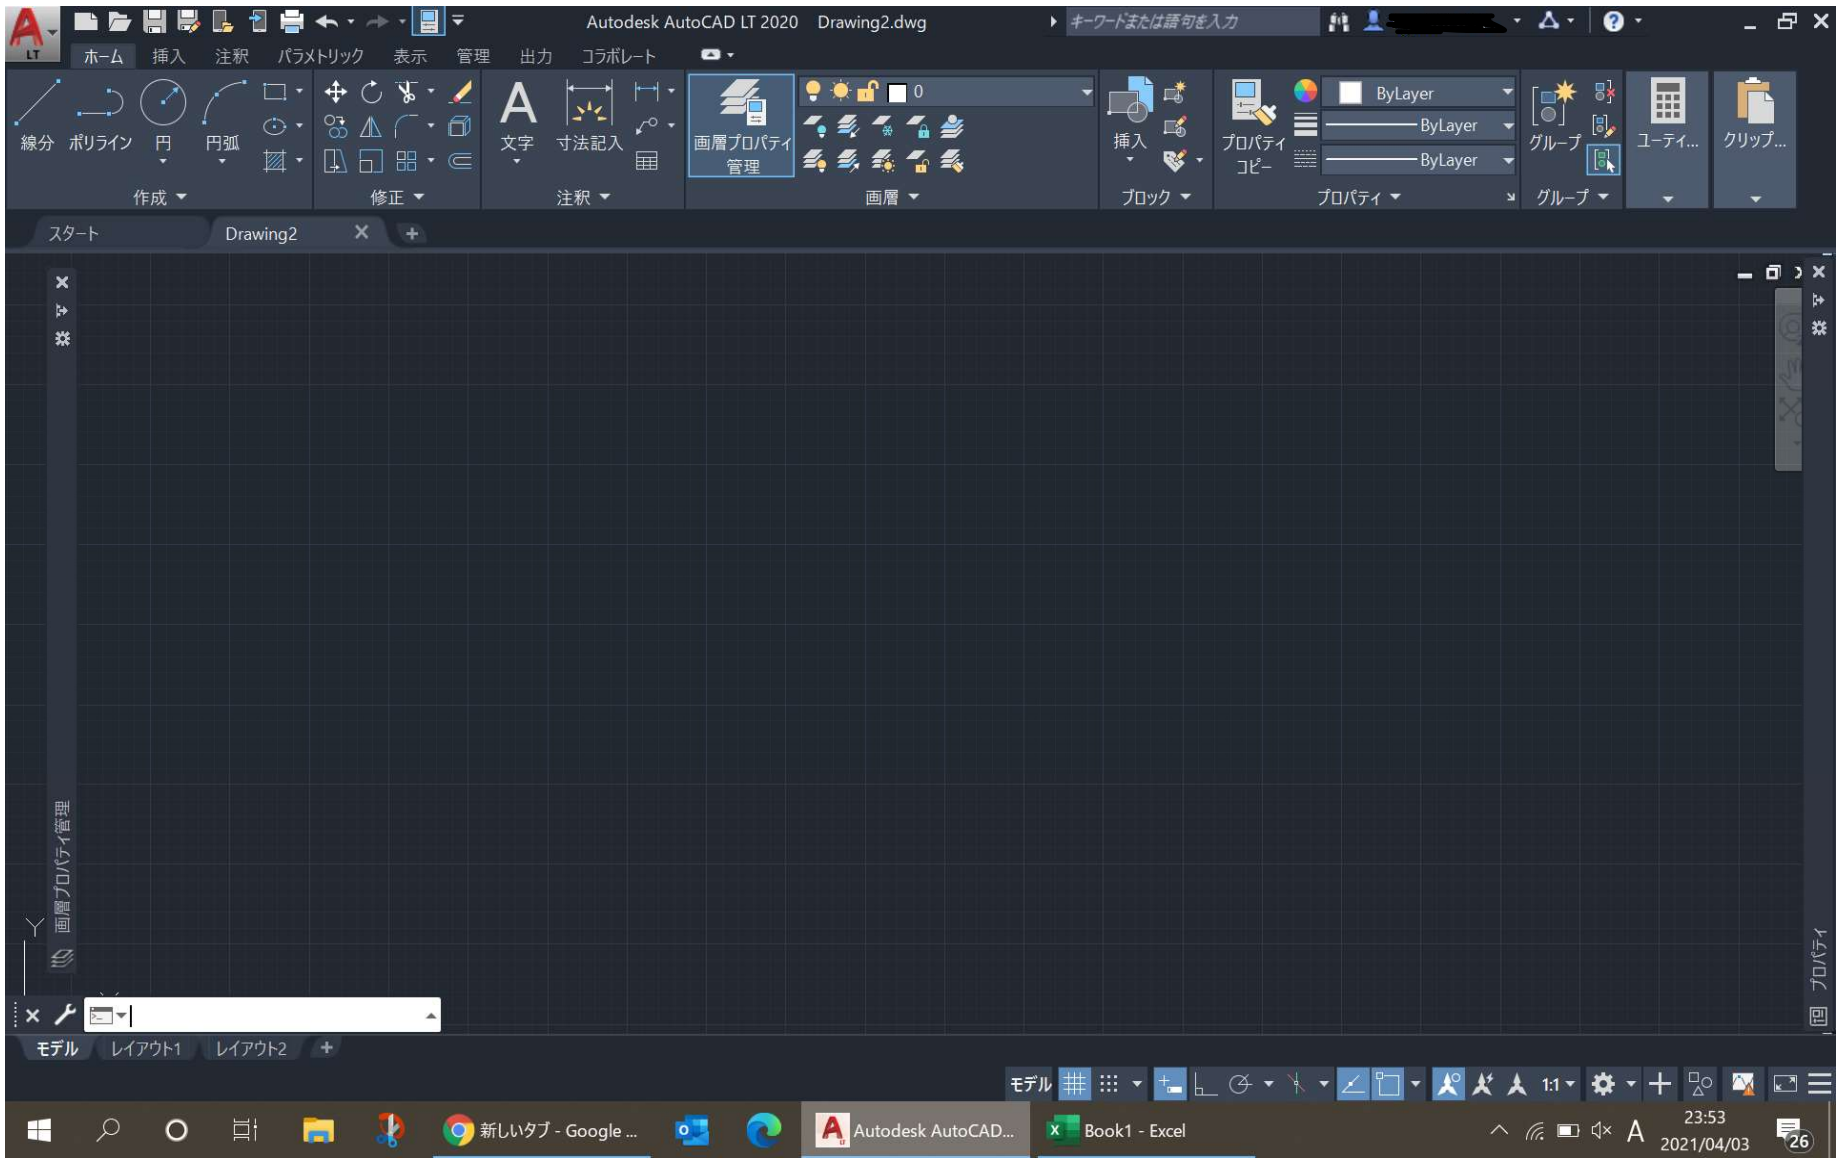 Autodesk AutoCAD LT 2020 Drawing2.dwg キーワードまたは語句を入力
LT ホーム 挿入 注釈 パラメトリック 表示 管理 出力 コラボレート
0
ByLayer
線分 ポリライン 円 円弧 文字 寸法記入 画層プロパティ管理 挿入 プロパティコピー グループ ユーティ... クリップ...
ByLayer
ByLayer
作成 修正 注釈 画層 ブロック プロパティ グループ
スタート Drawing2
画層プロパティ管理
プロパティ
Y
モデル レイアウト1 レイアウト2
モデル 1:1
新しいタブ - Google ... Autodesk AutoCAD... Book1 - Excel A 23:53
2021/04/03 26